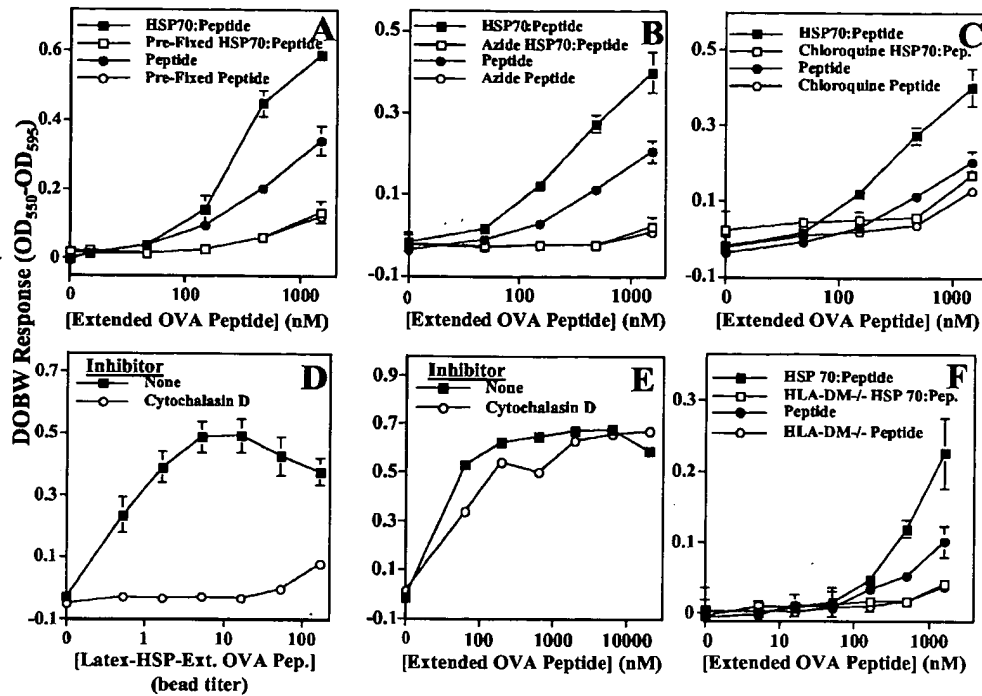 DOBW Response (OD550-OD595)
A
HSP70:Peptide
Pre-Fixed HSP70:Peptide
Peptide
Pre-Fixed Peptide
0.6
0.4
0.2
0
0
100
1000
[Extended OVA Peptide] (nM)
B
HSP70:Peptide
Azide HSP70:Peptide
Peptide
Azide Peptide
0.5
0.3
0.1
-0.1
0
100
1000
[Extended OVA Peptide] (nM)
C
HSP70:Peptide
Chloroquine HSP70:Pep.
Peptide
Chloroquine Peptide
0.5
0.3
0.1
-0.1
0
100
1000
[Extended OVA Peptide] (nM)
D
Inhibitor
None
Cytochalasin D
0.7
0.5
0.3
0.1
-0.1
0
1
10
100
[Latex-HSP-Ext. OVA Pep.]
(bead titer)
E
Inhibitor
None
Cytochalasin D
0.9
0.7
0.5
0.3
0.1
-0.1
0
100
1000
10000
[Extended OVA Peptide] (nM)
F
HSP 70:Peptide
HLA-DM-/- HSP 70:Pep.
Peptide
HLA-DM-/- Peptide
0.3
0.2
0.1
0
0
10
100
1000
[Extended OVA Peptide] (nM)